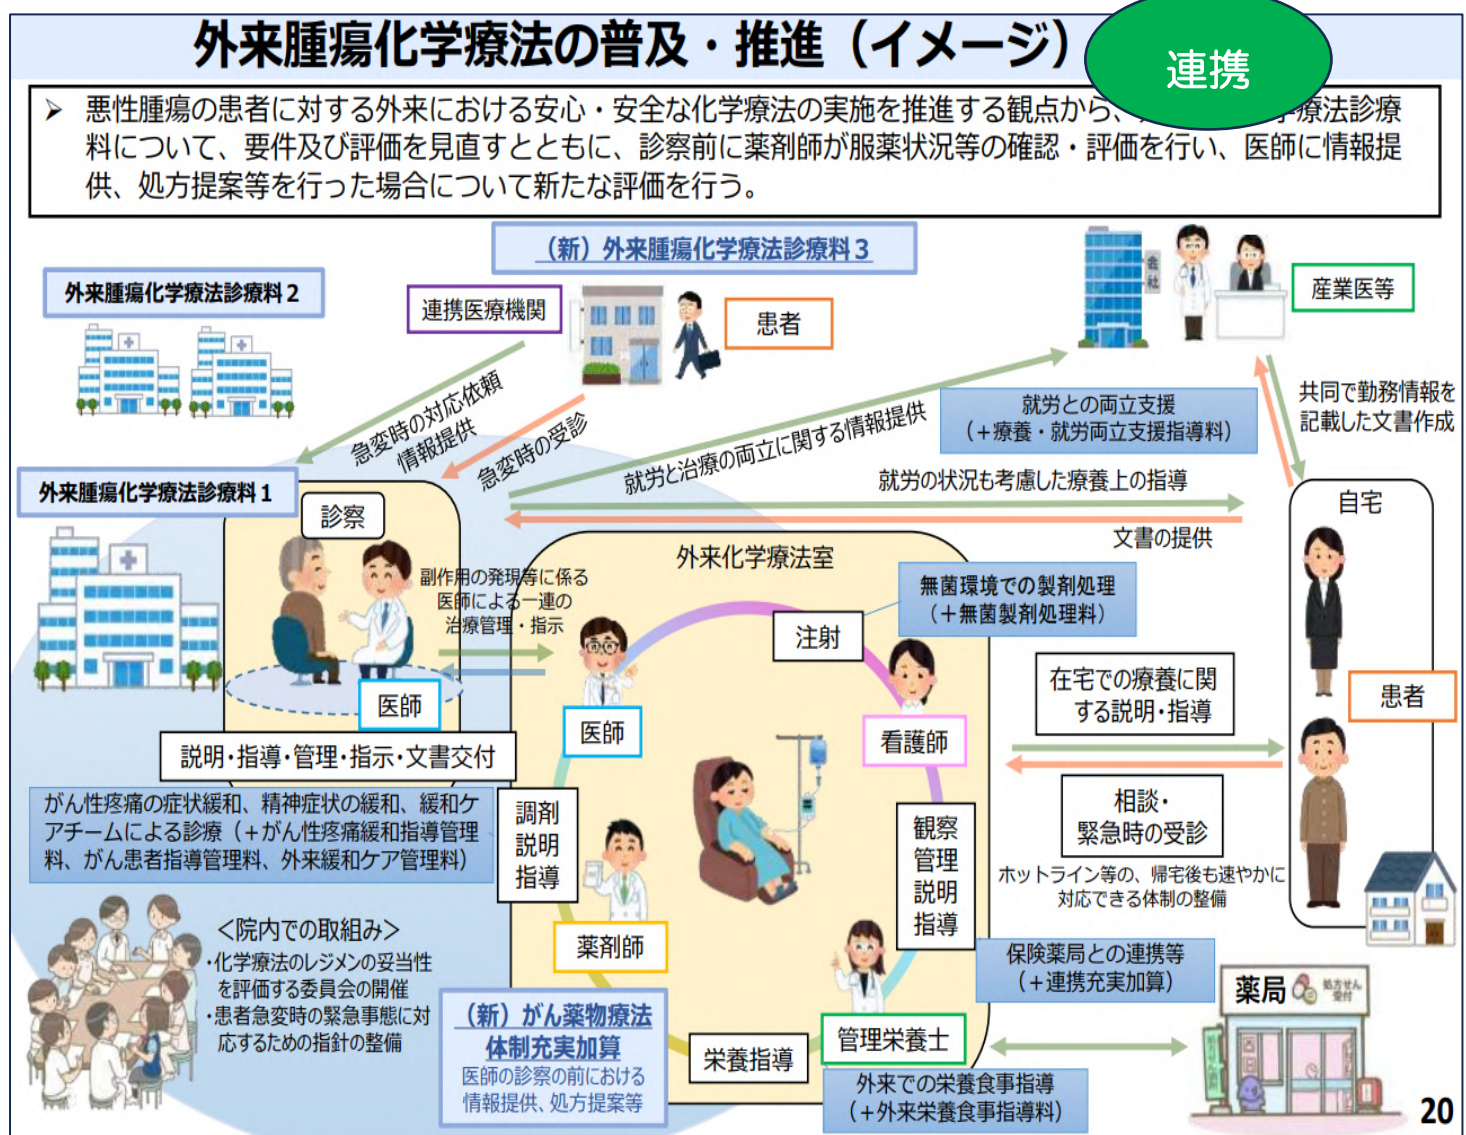 外来腫瘍化学療法の普及・推進（イメージ）
連携
➢ 悪性腫瘍の患者に対する外来における安心・安全な化学療法の実施を推進する観点から、
学療法診療
料について、要件及び評価を見直すとともに、診察前に薬剤師が服薬状況等の確認・評価を行い、医師に情報提
供、処方提案等を行った場合について新たな評価を行う。
（新）外来腫瘍化学療法診療料３
外来腫瘍化学療法診療料２
連携医療機関
患者
会社
産業医等
急変時の対応依頼
情報提供
急変時の受診
就労と治療の両立に関する情報提供
就労との両立支援
（＋療養・就労両立支援指導料）
共同で勤務情報を
記載した文書作成
就労の状況も考慮した療養上の指導
文書の提供
外来腫瘍化学療法診療料１
診察
医師
説明・指導・管理・指示・文書交付
副作用の発現等に係る
医師による一連の
治療管理・指示
外来化学療法室
無菌環境での製剤処理
（＋無菌製剤処理料）
注射
医師
看護師
調剤
説明
指導
観察
管理
説明
指導
薬剤師
管理栄養士
栄養指導
自宅
患者
在宅での療養に関
する説明・指導
相談・
緊急時の受診
ホットライン等の、帰宅後も速やかに
対応できる体制の整備
がん性疼痛の症状緩和、精神症状の緩和、緩和ケ
アチームによる診療（＋がん性疼痛緩和指導管理
料、がん患者指導管理料、外来緩和ケア管理料）
＜院内での取組み＞
・化学療法のレジメンの妥当性
を評価する委員会の開催
・患者急変時の緊急事態に対
応するための指針の整備
（新）がん薬物療法
体制充実加算
医師の診察の前における
情報提供、処方提案等
保険薬局との連携等
（＋連携充実加算）
外来での栄養食事指導
（＋外来栄養食事指導料）
薬局
処方せん
受付
20